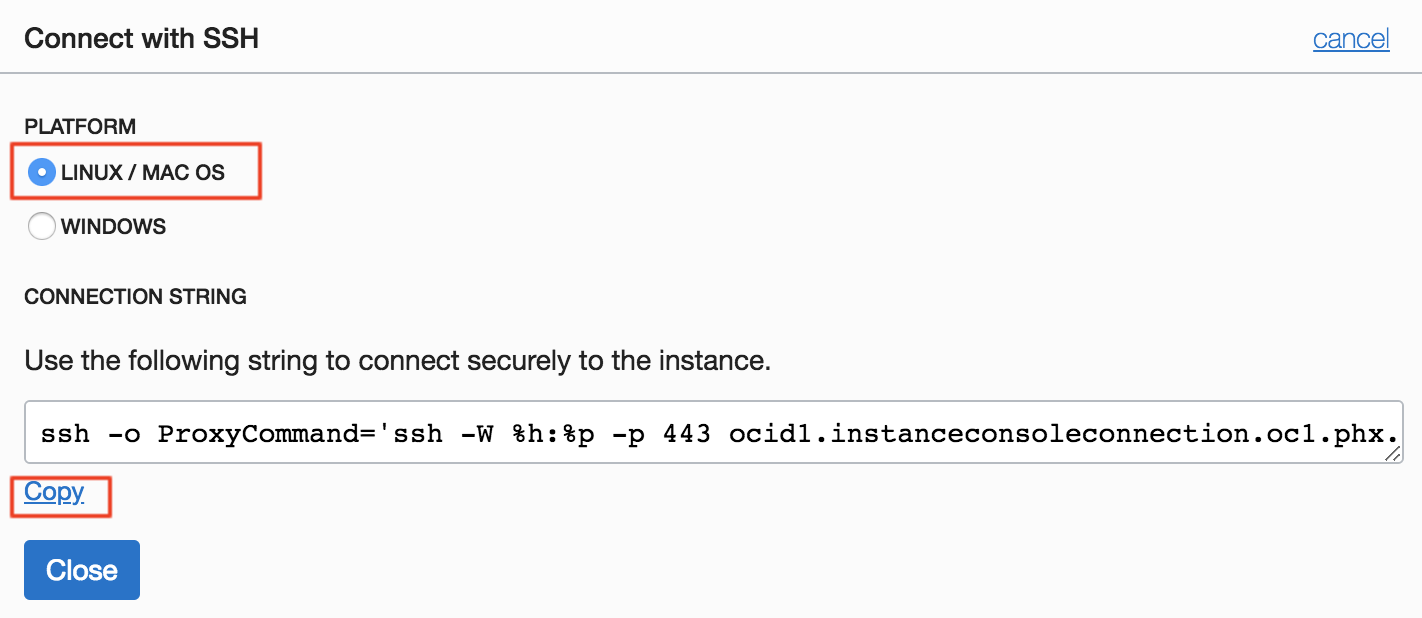 Connect with SSH
cancel
PLATFORM
LINUX / MAC OS
WINDOWS
CONNECTION STRING
Use the following string to connect securely to the instance.
ssh -o ProxyCommand='ssh -W %h:%p -p 443 ocid1.instanceconsoleconnection.oc1.phx.
Copy
Close